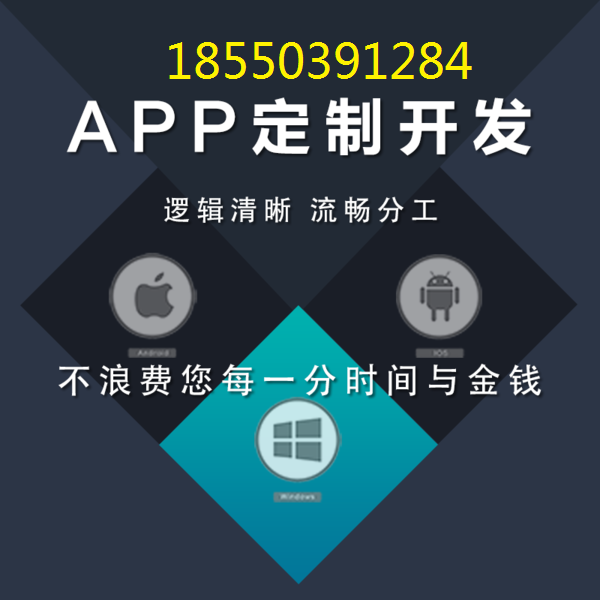 18550391284
APP定制开发
逻辑清晰 流畅分工
Android
IOS
不浪费您每一分时间与金钱
Windows